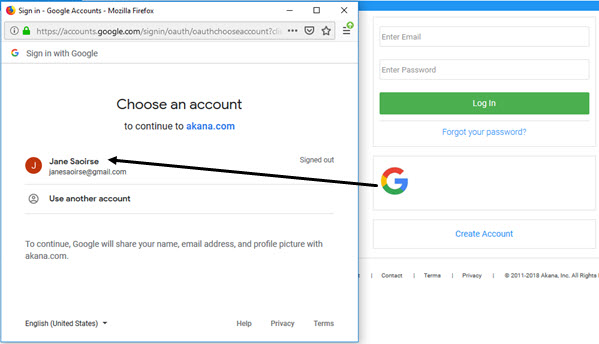 Sign in - Google Accounts - Mozilla Firefox
https://accounts.google.com/signin/oauth/oauthchooseaccount?cli
Sign in with Google
Choose an account
to continue to akana.com
J
Jane Saoirse
Signed out
janesaoirse@gmail.com
Use another account
To continue, Google will share your name, email address, and profile picture with
akana.com.
English (United States)
Help Privacy Terms
Enter Email
Enter Password
Log In
Forgot your password?
G
Create Account
| Contact | Terms | Privacy | © 2011-2018 Akana, Inc. All Rights